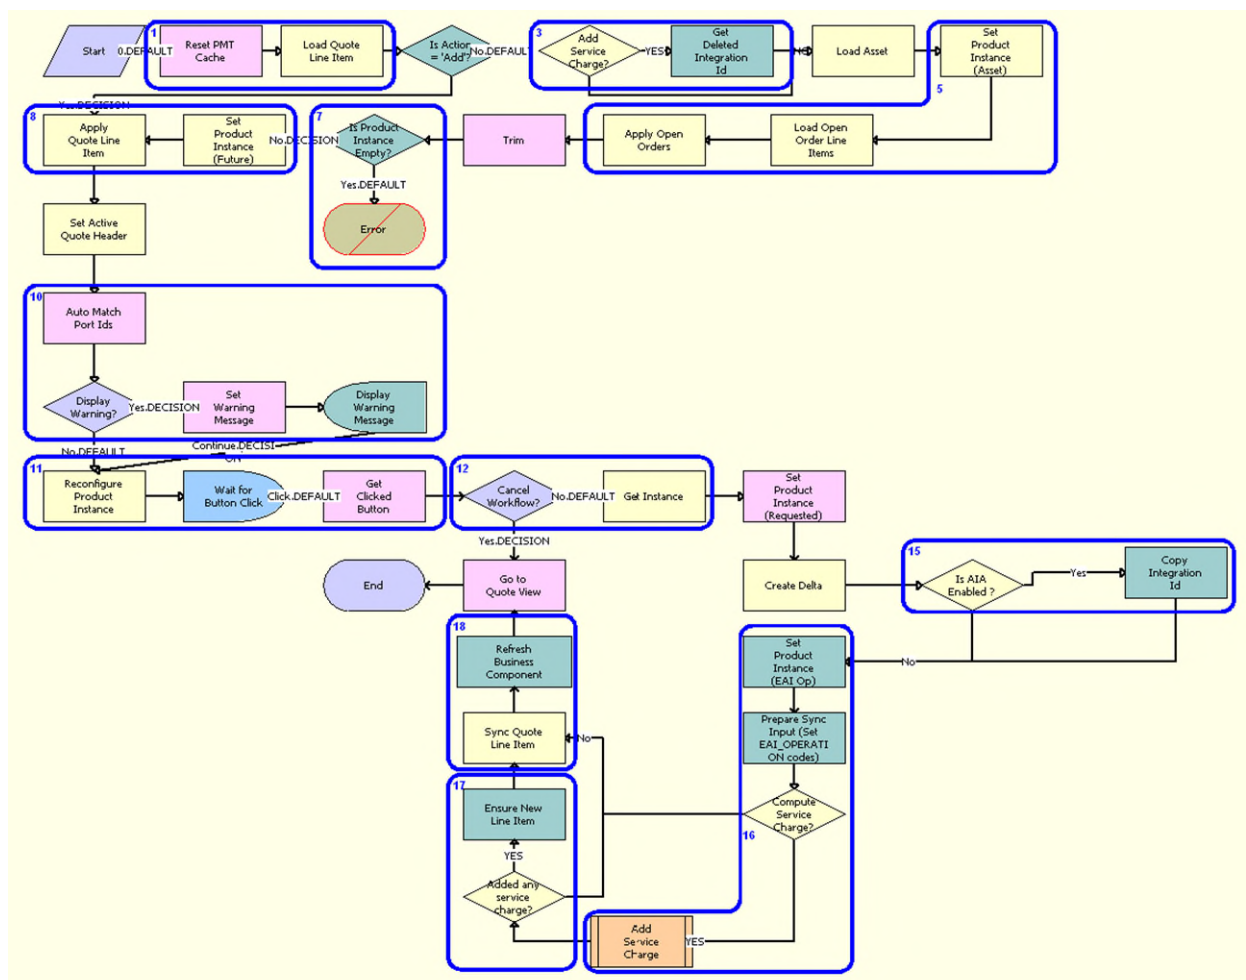 1
3
Start
0.DEFAULT
Reset PMT
Cache
Load Quote
Line Item
Is Action
= 'Add'?
No.DEFAULT
Add
Service
Charge?
YES
Get
Deleted
Integration
Id
Load Asset
Set
Product
Instance
(Asset)
5
Yes.DECISION
8
Apply
Quote Line
Item
Set
Product
Instance
(Future)
No.DECISION
7
Is Product
Instance
Empty?
Trim
Apply Open
Orders
Load Open
Order Line
Items
Yes.DEFAULT
Error
Set Active
Quote Header
10
Auto Match
Port Ids
Display
Warning?
Yes.DECISION
Set
Warning
Message
Display
Warning
Message
No.DEFAULT
Continue.DECISI
ON
11
Reconfigure
Product
Instance
Wait for
Button Click
Click.DEFAULT
Get
Clicked
Button
12
Cancel
Workflow?
No.DEFAULT
Get Instance
Set
Product
Instance
(Requested)
Yes.DECISION
End
Go to
Quote View
Create Delta
15
Is AIA
Enabled ?
Yes
Copy
Integration
Id
18
Refresh
Business
Component
Set
Product
Instance
(EAI Op)
No
Sync Quote
Line Item
No
Prepare Sync
Input (Set
EAI_OPERATI
ON codes)
17
Ensure New
Line Item
Compute
Service
Charge?
16
YES
Added any
service
charge?
Add
Service
Charge
YES